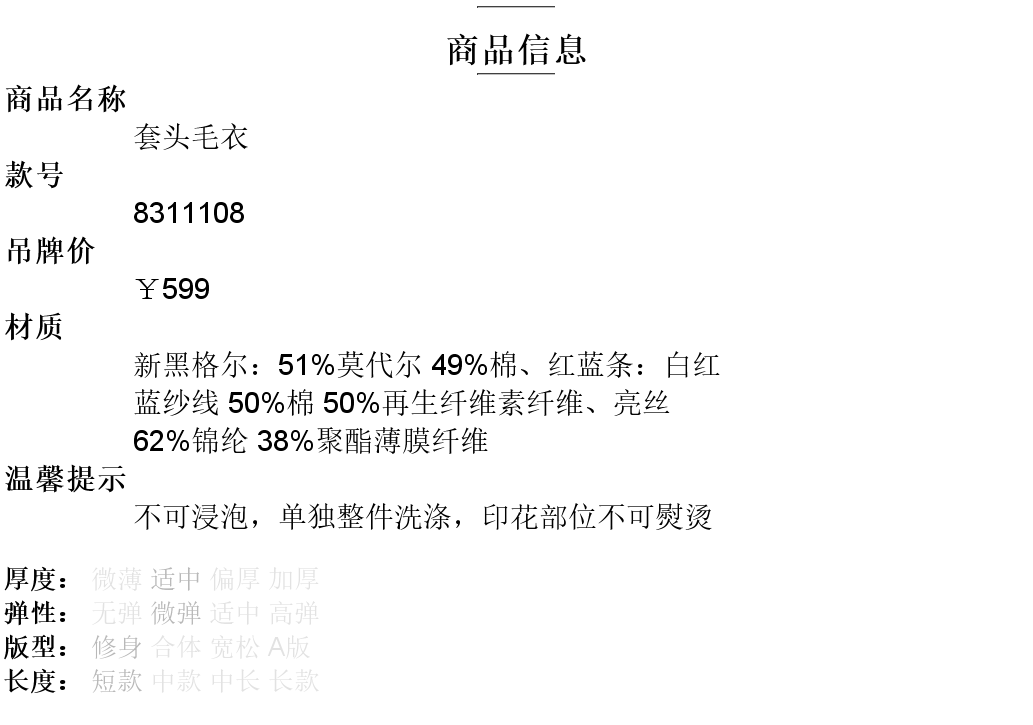 商品信息
商品名称
套头毛衣
款号
8311108
吊牌价
￥599
材质
新黑格尔：51%莫代尔 49%棉、红蓝条：白红
蓝纱线 50%棉 50%再生纤维素纤维、亮丝
62%锦纶 38%聚酯薄膜纤维
温馨提示
不可浸泡，单独整件洗涤，印花部位不可熨烫
厚度： 微薄 适中 偏厚 加厚
弹性： 无弹 微弹 适中 高弹
版型： 修身 合体 宽松 A版
长度： 短款 中款 中长 长款